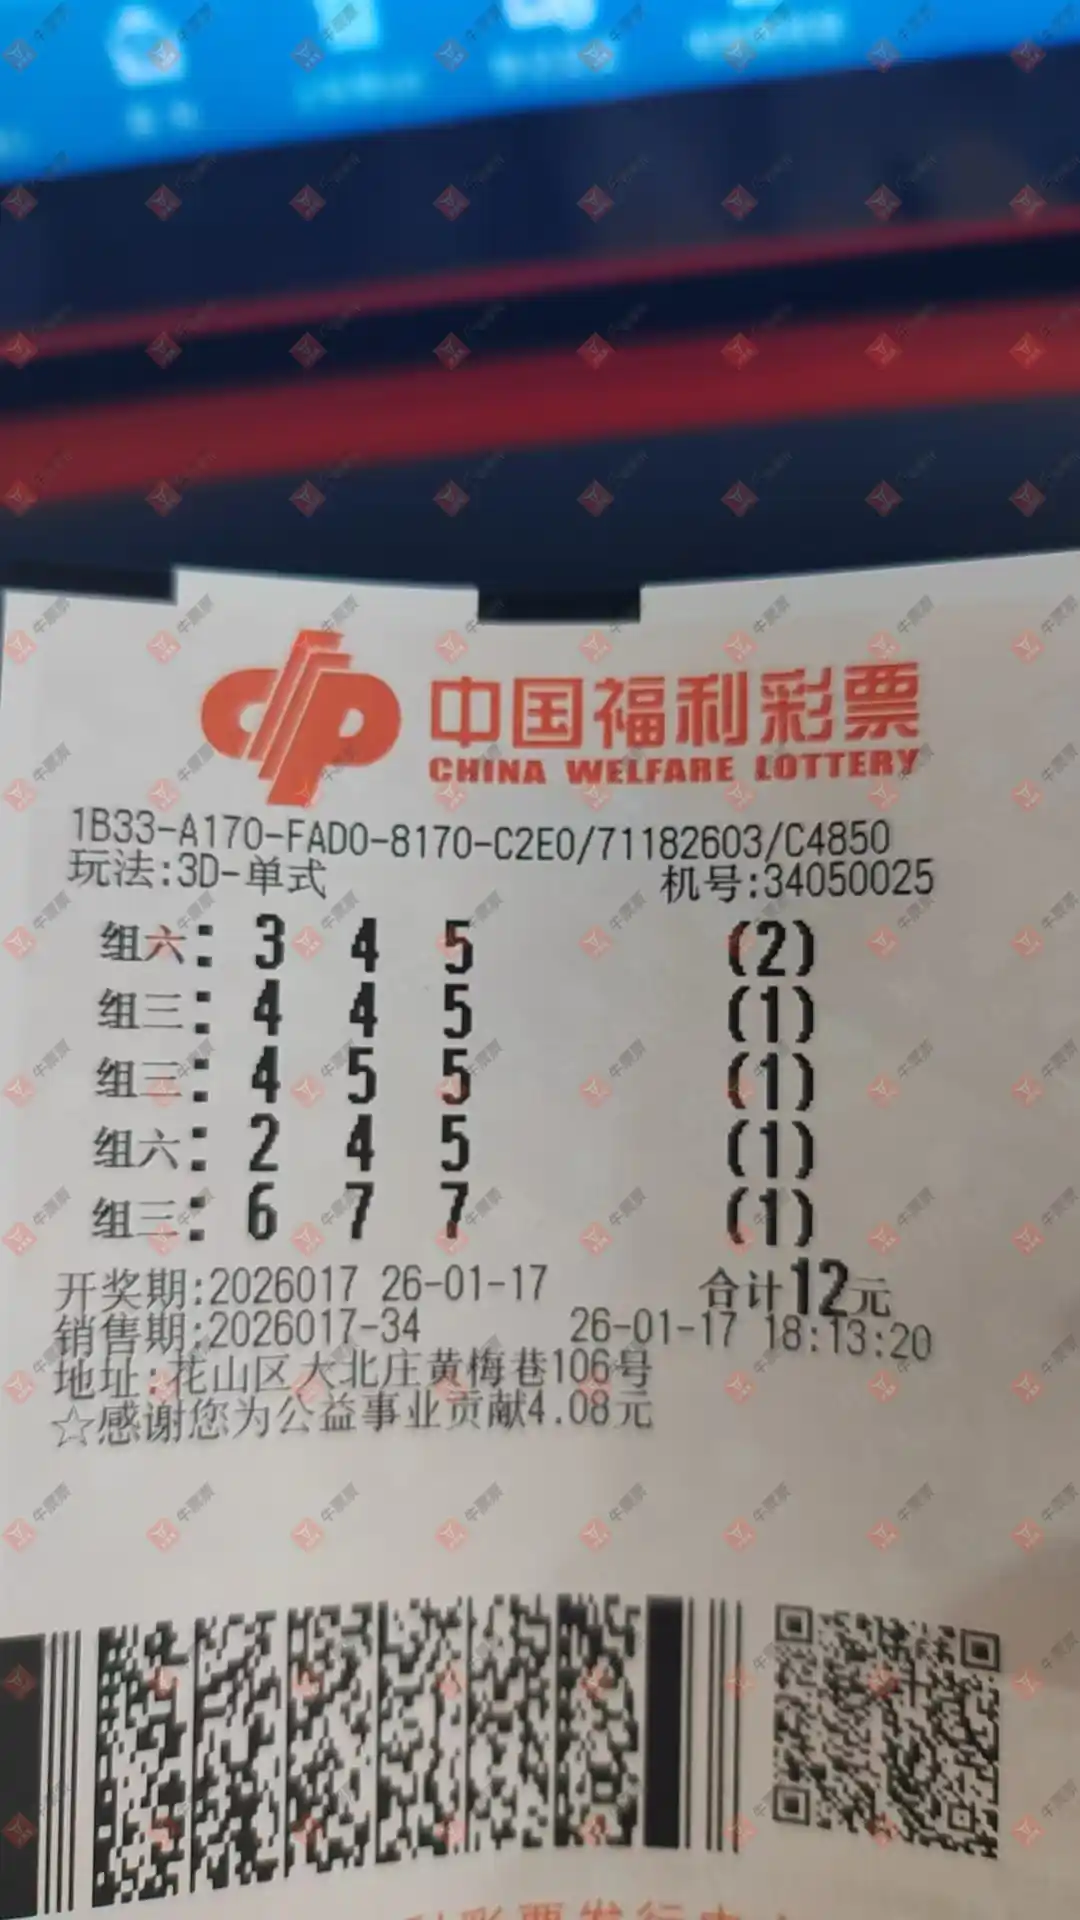 中国福利彩票
CHINA WELFARE LOTTERY
1B33-A170-FAD0-8170-C2E0/71182603/C4850
玩法:3D-单式 机号:34050025
组六: 3 4 5 (2)
组三: 4 4 5 (1)
组三: 4 5 5 (1)
组六: 2 4 5 (1)
组三: 6 7 7 (1)
开奖期:2026017 26-01-17 合计12元
销售期:2026017-34 26-01-17 18:13:20
地址:花山区大北庄黄梅巷106号
☆感谢您为公益事业贡献4.08元